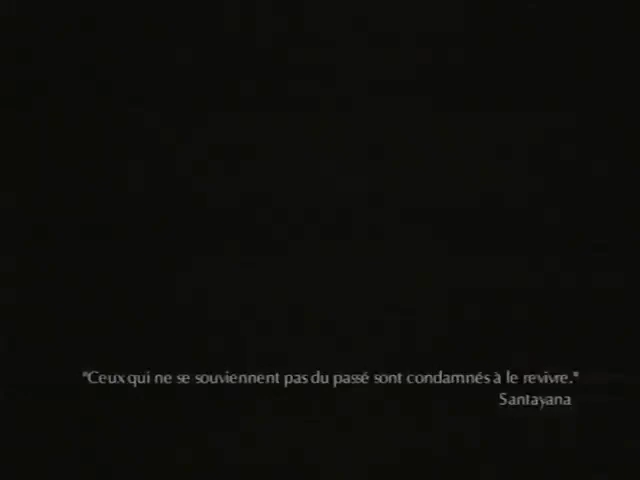 "Ceux qui ne se souviennent pas du passé sont condamnés à le revivre."
Santayana